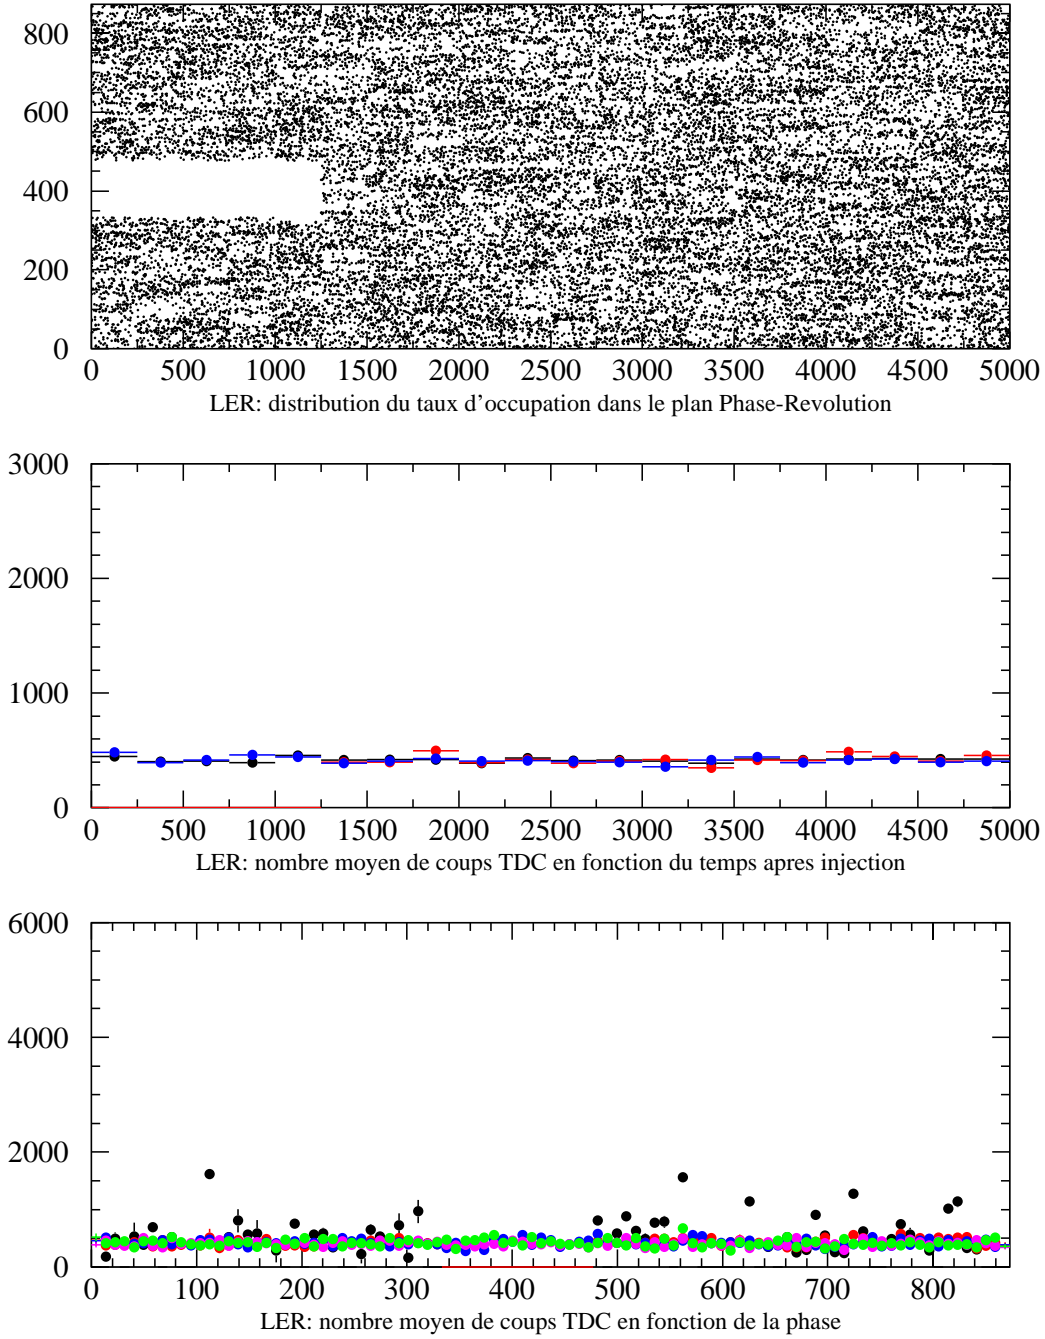 800
600
400
200
0
0 500 1000 1500 2000 2500 3000 3500 4000 4500 5000
LER: distribution du taux d'occupation dans le plan Phase-Revolution
3000
2000
1000
0
0 500 1000 1500 2000 2500 3000 3500 4000 4500 5000
LER: nombre moyen de coups TDC en fonction du temps apres injection
6000
4000
2000
0
0 100 200 300 400 500 600 700 800
LER: nombre moyen de coups TDC en fonction de la phase